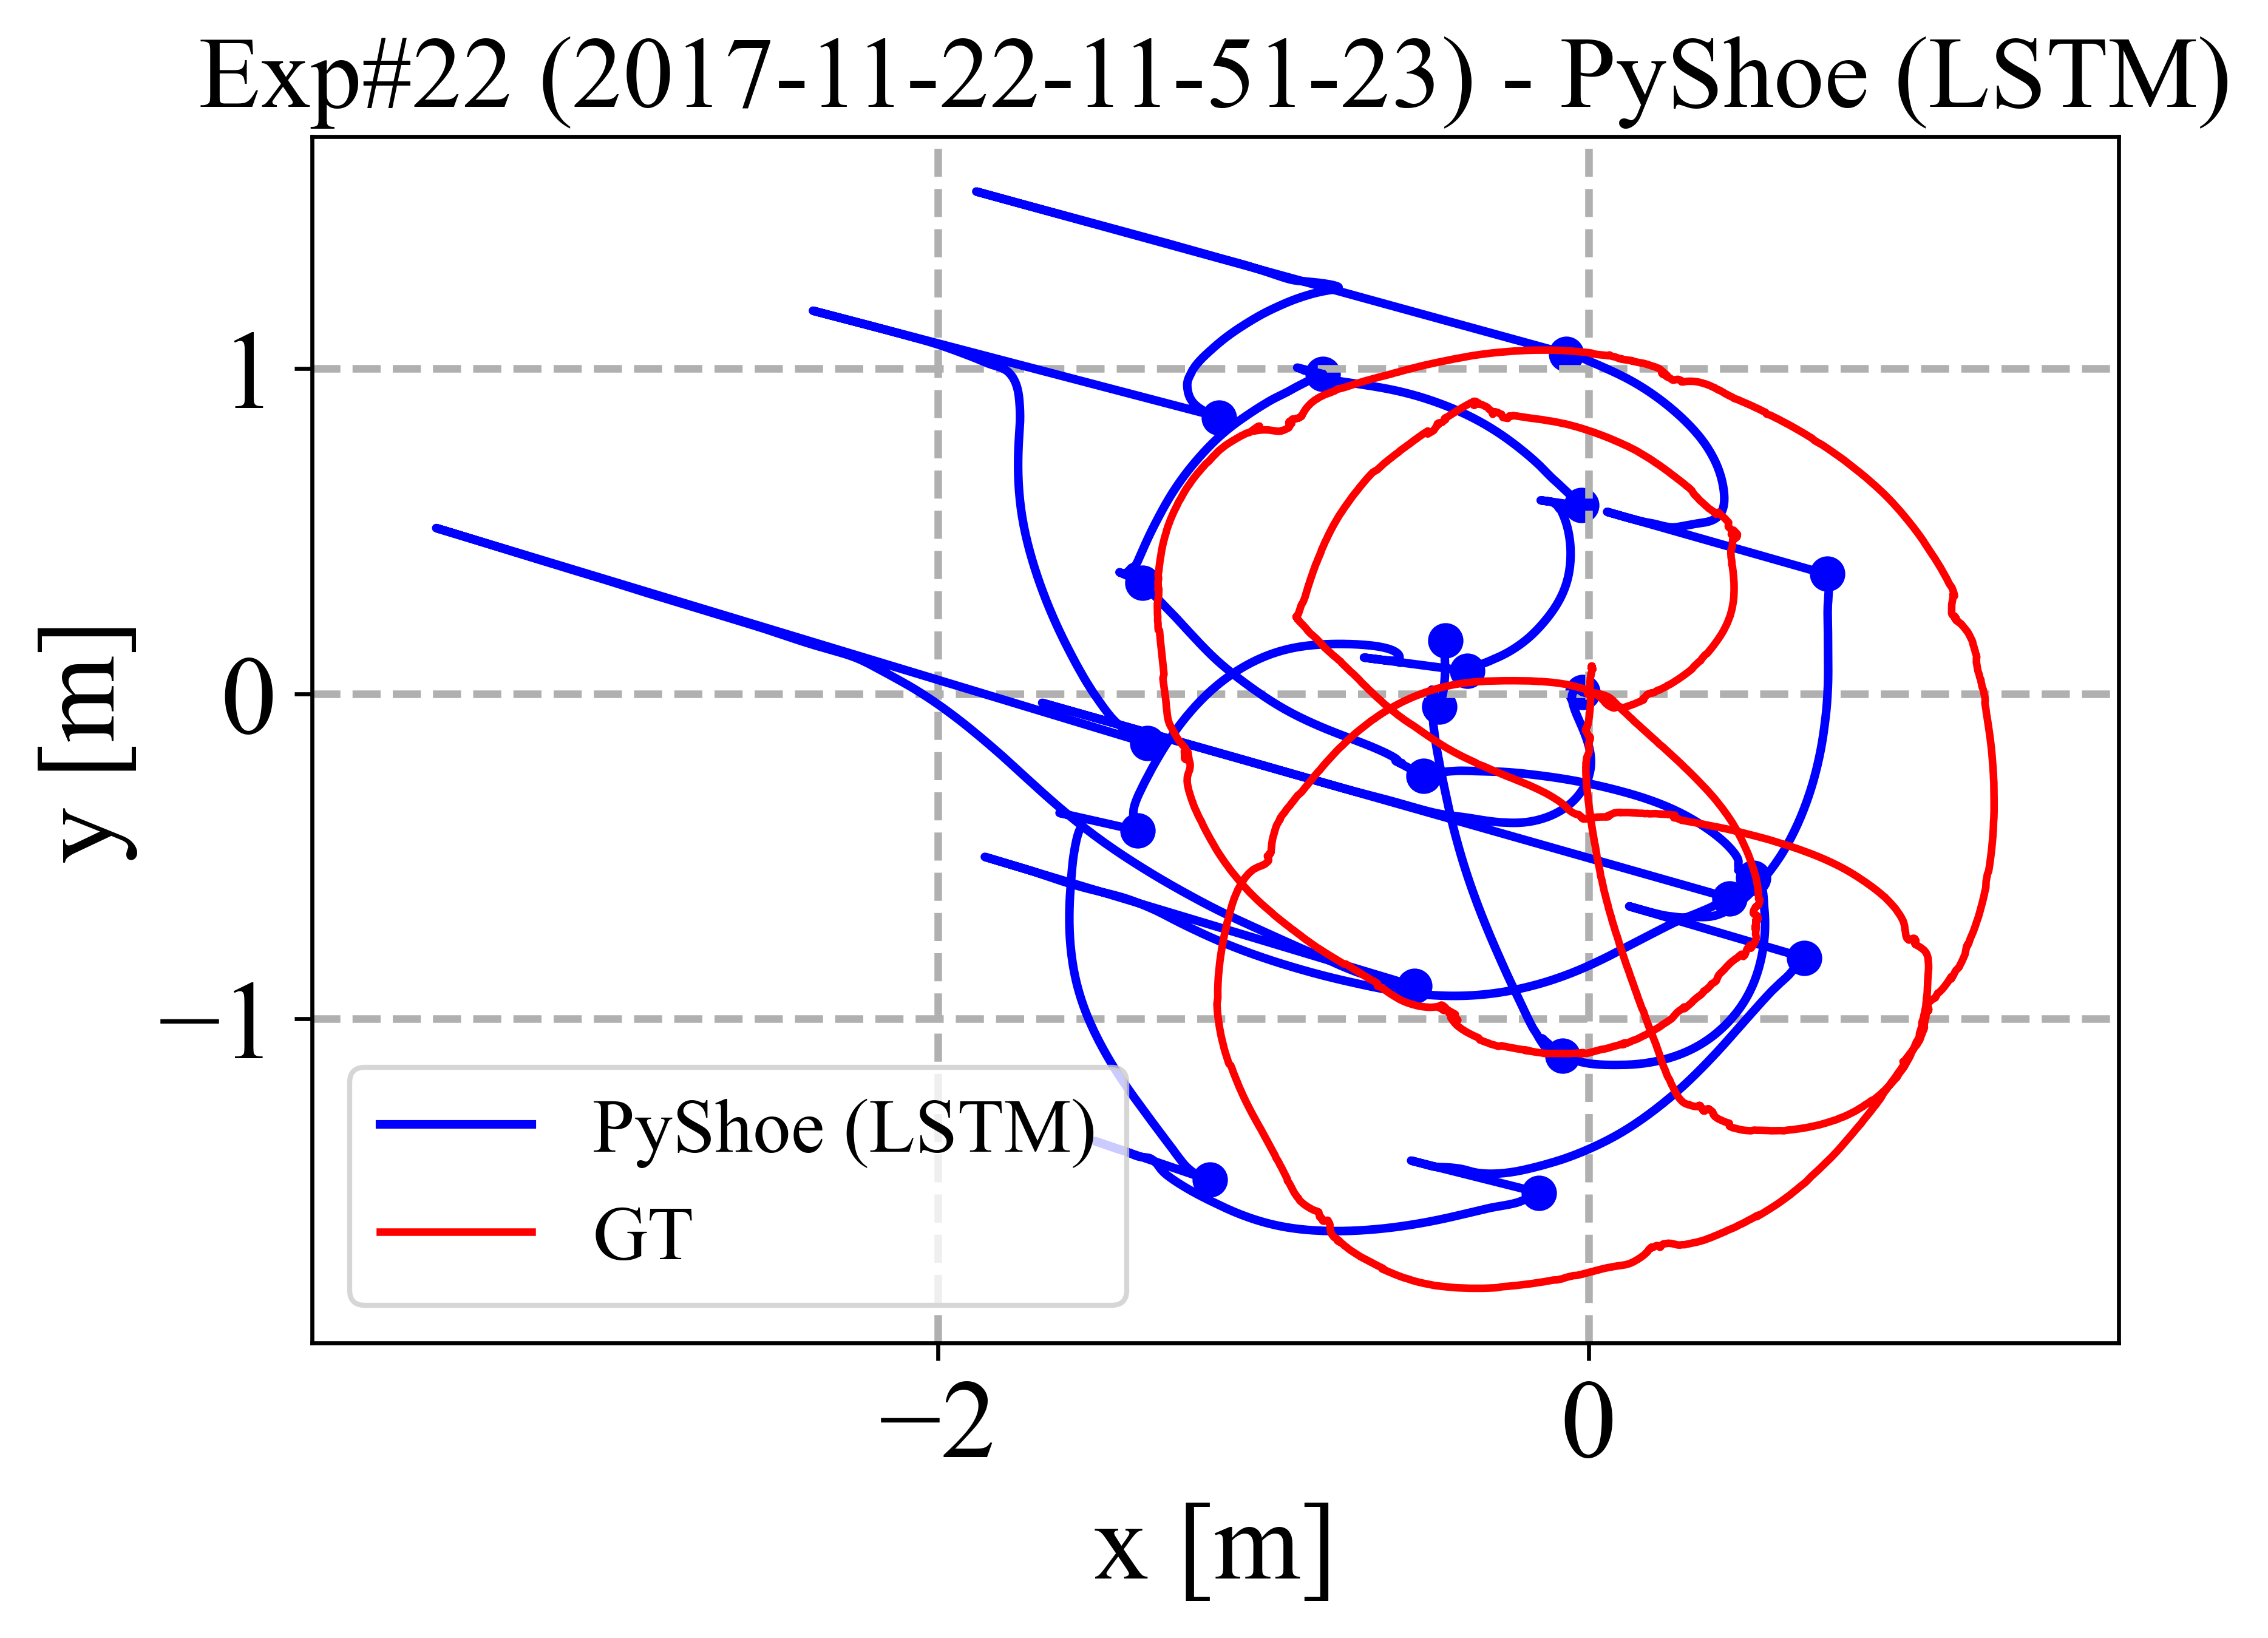 Exp#22 (2017-11-22-11-51-23) - PyShoe (LSTM)
1
0
−1
y [m]
PyShoe (LSTM)
GT
−2
0
x [m]